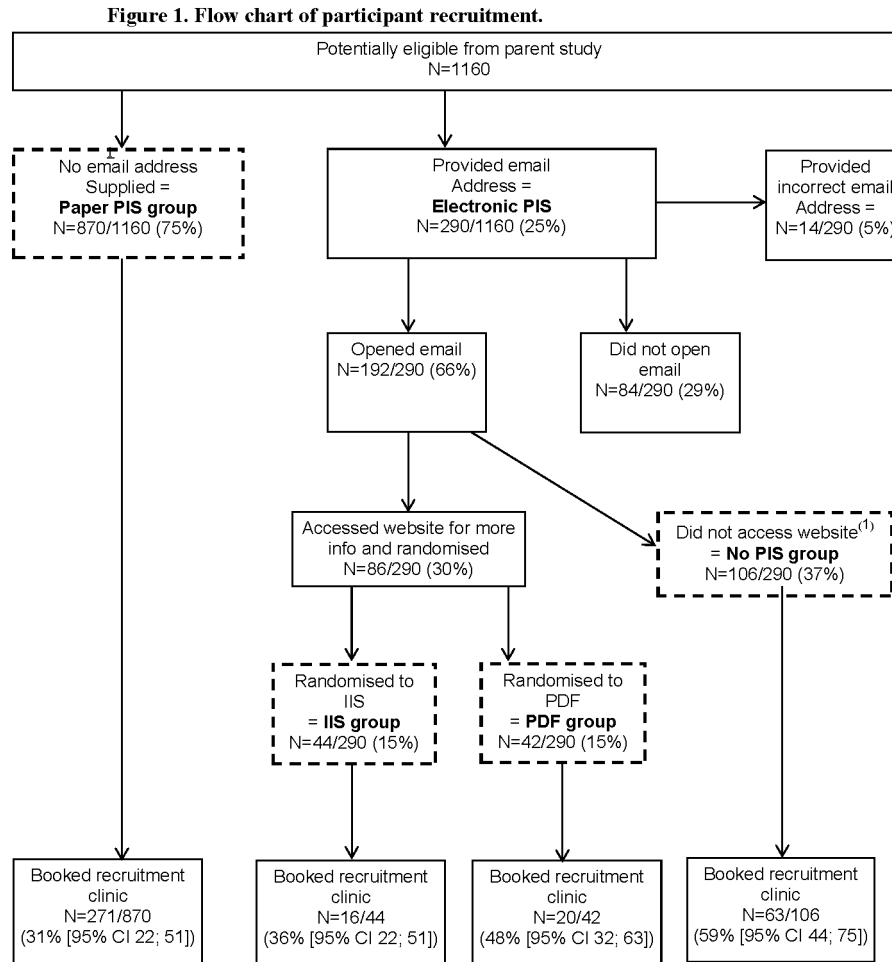 Figure 1. Flow chart of participant recruitment.
Potentially eligible from parent study
N=1160
No email address
Supplied =
Paper PIS group
N=870/1160 (75%)
Provided email
Address =
Electronic PIS
N=290/1160 (25%)
Provided
incorrect email
Address =
N=14/290 (5%)
Opened email
N=192/290 (66%)
Did not open
email
N=84/290 (29%)
Accessed website for more
info and randomised
N=86/290 (30%)
Did not access website(1)
= No PIS group
N=106/290 (37%)
Randomised to
IIS
= IIS group
N=44/290 (15%)
Randomised to
PDF
= PDF group
N=42/290 (15%)
Booked recruitment
clinic
N=271/870
(31% [95% CI 22; 51])
Booked recruitment
clinic
N=16/44
(36% [95% CI 22; 51])
Booked recruitment
clinic
N=20/42
(48% [95% CI 32; 63])
Booked recruitment
clinic
N=63/106
(59% [95% CI 44; 75])